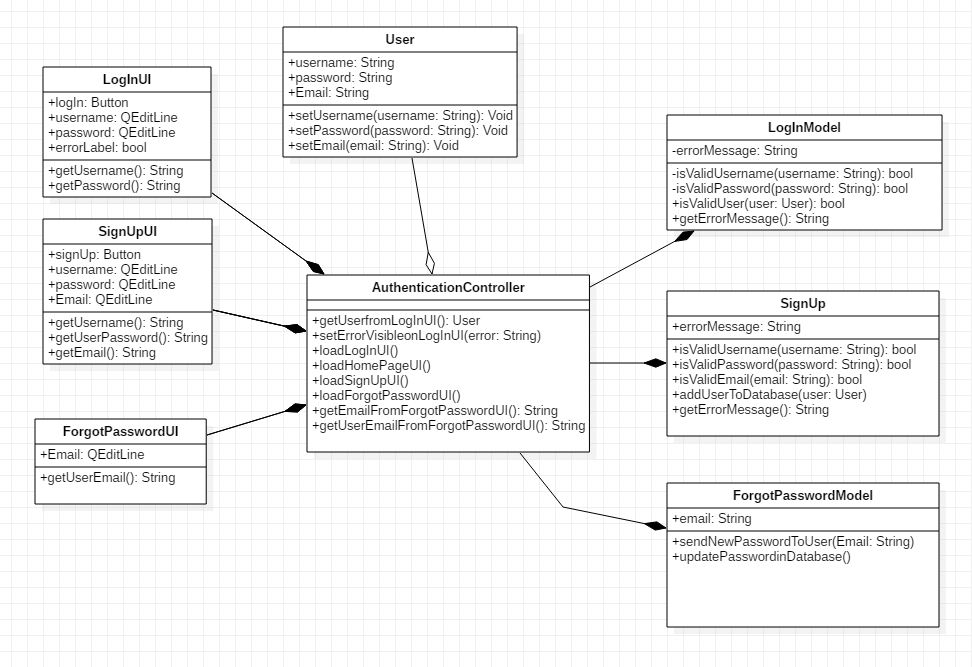 User
+username: String
+password: String
+Email: String
+setUsername(username: String): Void
+setPassword(password: String): Void
+setEmail(email: String): Void
LogInUI
+logIn: Button
+username: QEditLine
+password: QEditLine
+errorLabel: bool
+getUsername(): String
+getPassword(): String
LogInModel
-errorMessage: String
-isValidUsername(username: String): bool
-isValidPassword(password: String): bool
+isValidUser(user: User): bool
+getErrorMessage(): String
SignUpUI
+signUp: Button
+username: QEditLine
+password: QEditLine
+Email: QEditLine
+getUsername(): String
+getUserPassword(): String
+getEmail(): String
AuthenticationController
+getUserfromLogInUI(): User
+setErrorVisibleonLogInUI(error: String)
+loadLogInUI()
+loadHomePageUI()
+loadSignUpUI()
+loadForgotPasswordUI()
+getEmailFromForgotPasswordUI(): String
+getUserEmailFromForgotPasswordUI(): String
SignUp
+errorMessage: String
+isValidUsername(username: String): bool
+isValidPassword(password: String): bool
+isValidEmail(email: String): bool
+addUserToDatabase(user: User)
+getErrorMessage(): String
ForgotPasswordUI
+Email: QEditLine
+getUserEmail(): String
ForgotPasswordModel
+email: String
+sendNewPasswordToUser(Email: String)
+updatePasswordinDatabase()